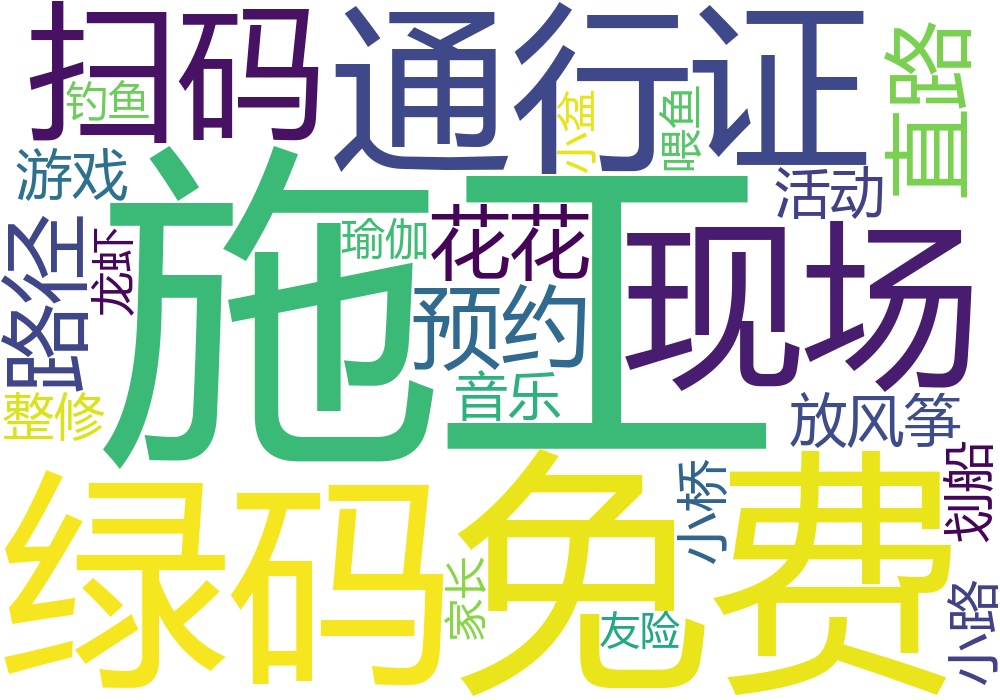 扫码
通行证
直路
钓鱼
小盆
喂鱼
游戏
活动
施工
现场
瑜伽
花花
路径
龙虾
预约
音乐
整修
放风筝
绿码
免费
小桥
划船
家长
友险
小路